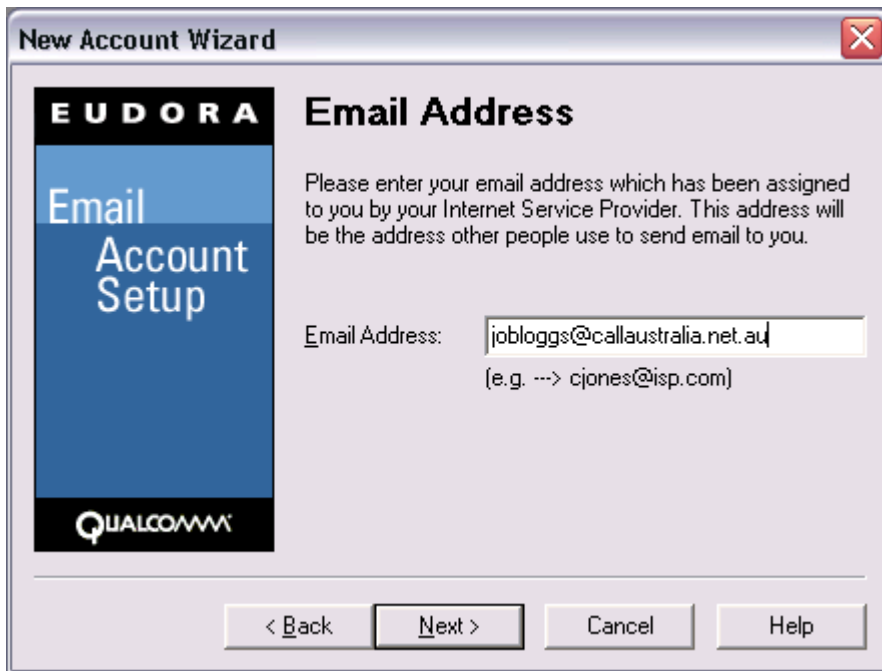 New Account Wizard
EUDORA
Email
Account
Setup
QUALCOMM
Email Address
Please enter your email address which has been assigned
to you by your Internet Service Provider. This address will
be the address other people use to send email to you.
Email Address: jobloggs@callaustralia.net.au
(e.g. ---> cjones@isp.com)
< Back Next > Cancel Help